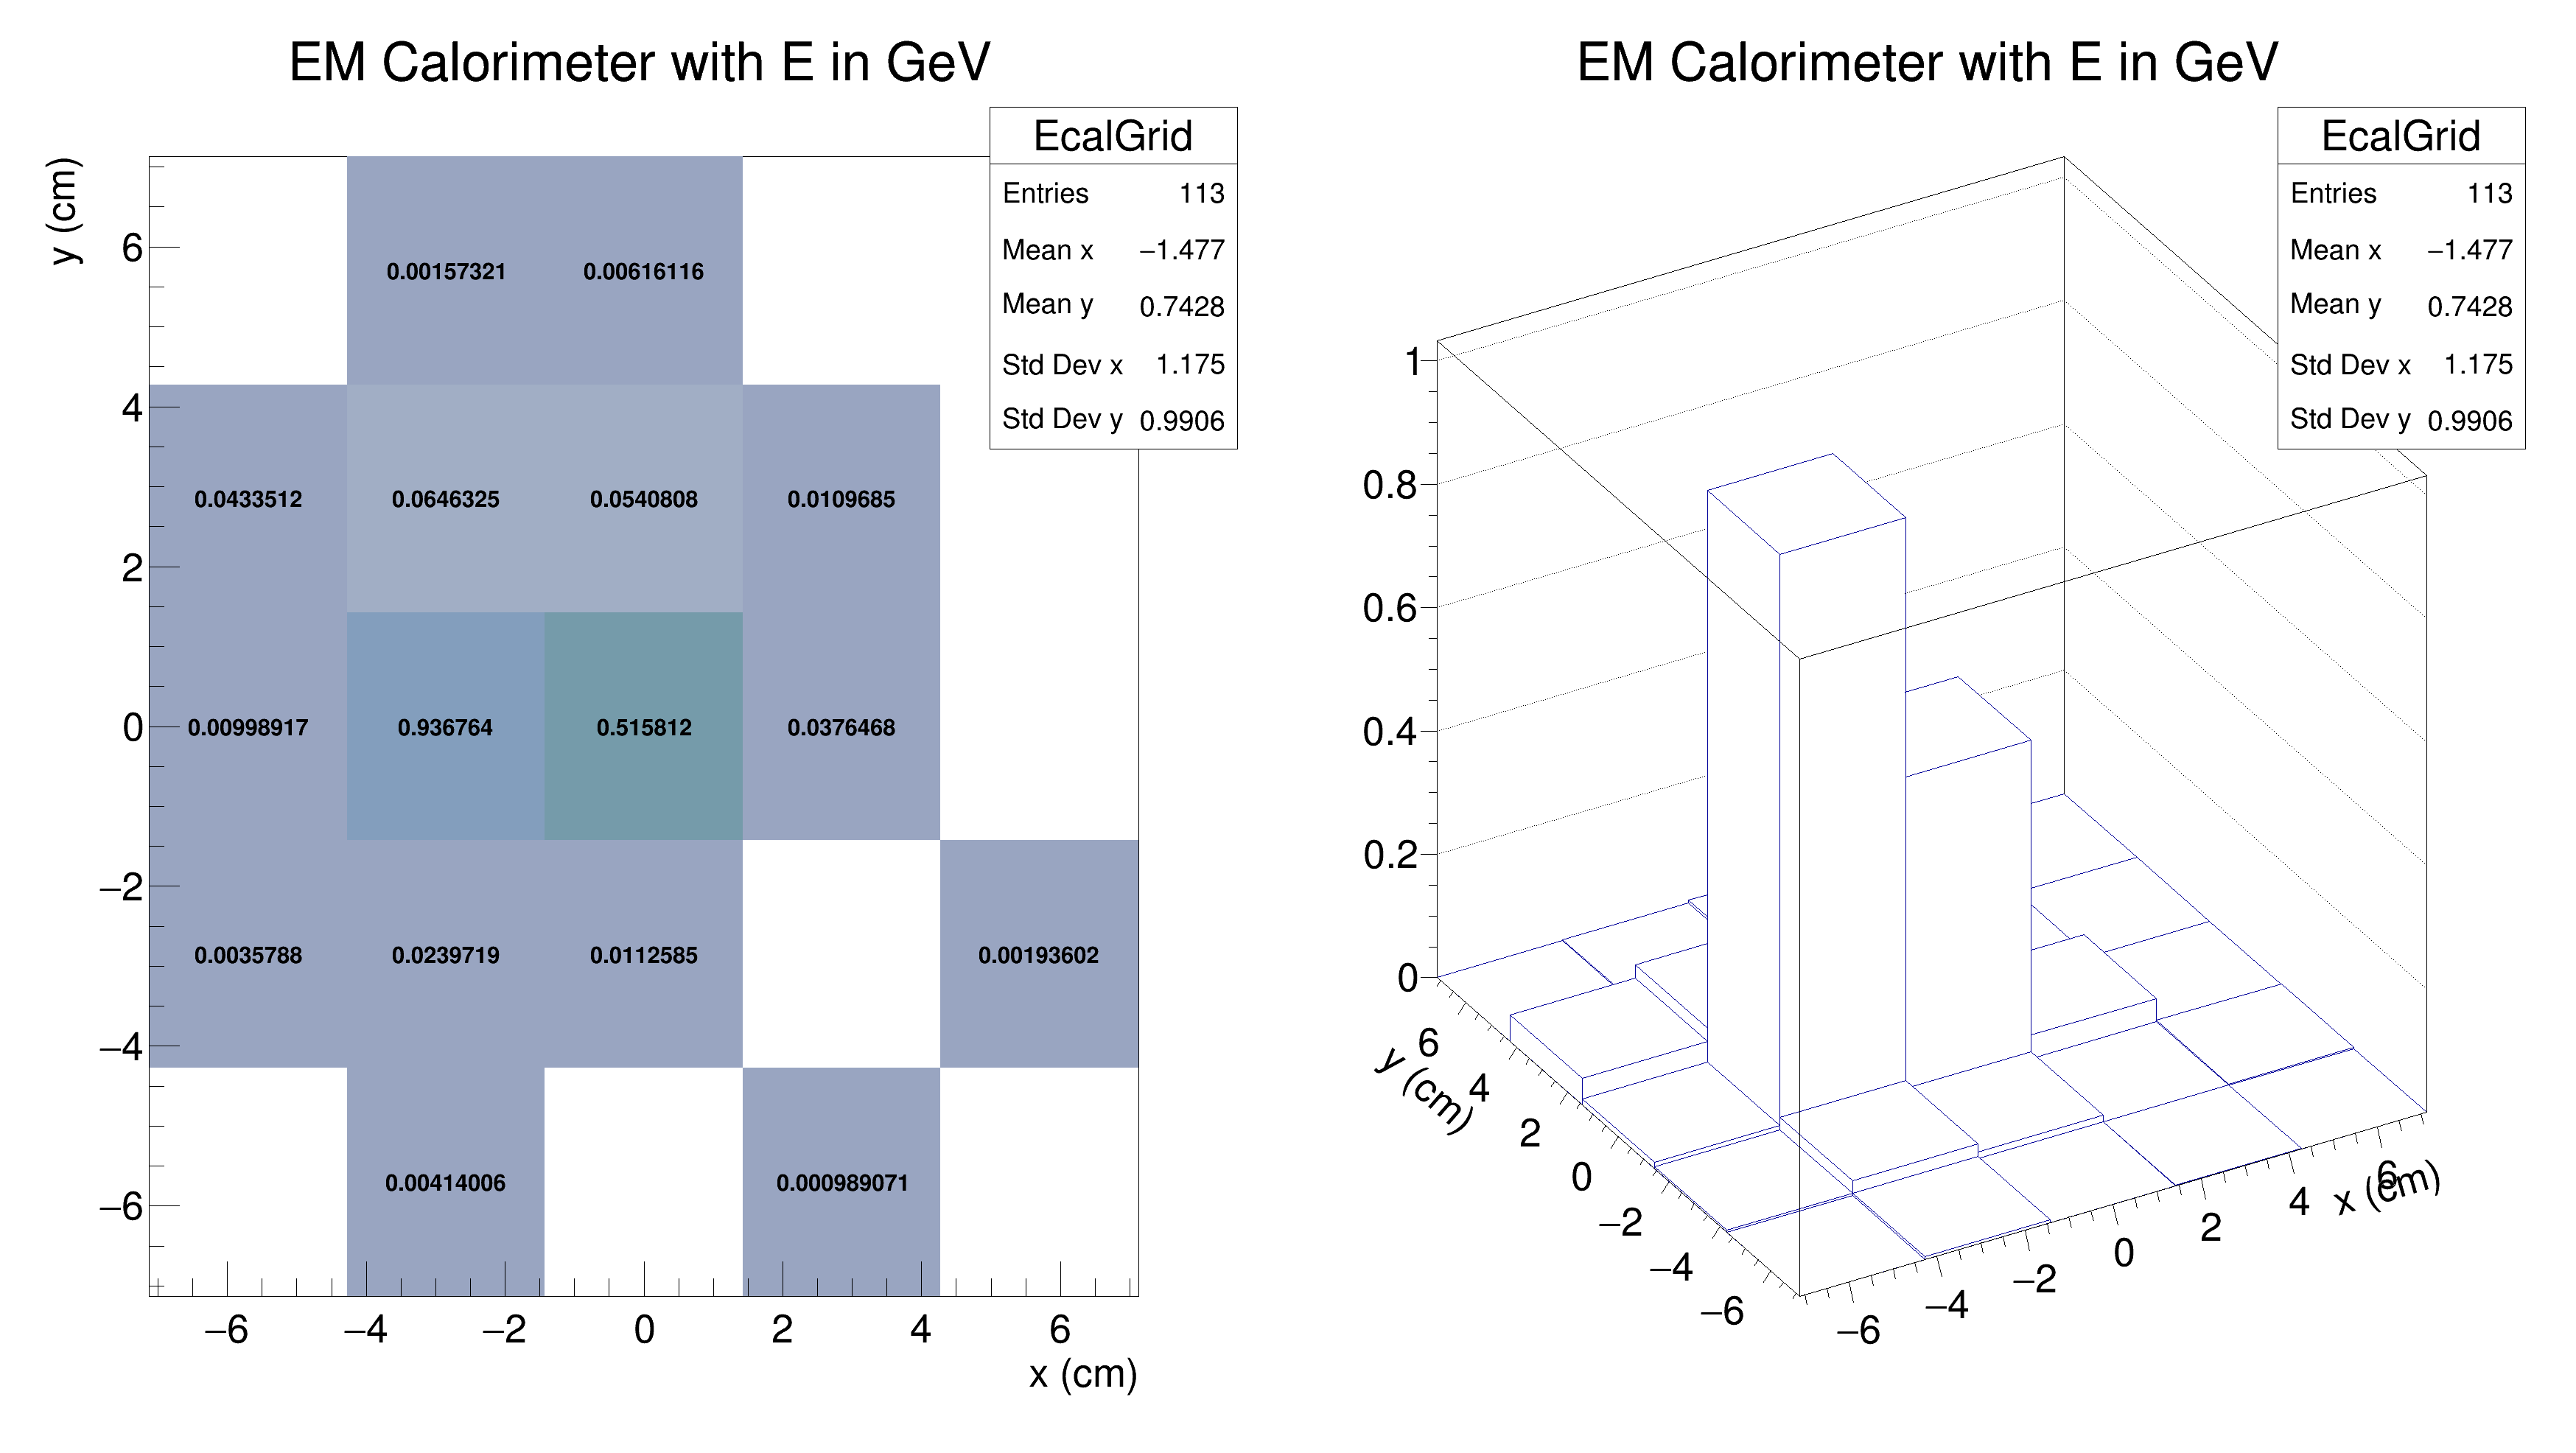 EM Calorimeter with E in GeV
EcalGrid
Entries 113
Mean x −1.477
Mean y 0.7428
Std Dev x 1.175
Std Dev y 0.9906
y (cm)
6
4
2
0
−2
−4
−6
0.00157321 0.00616116
0.0433512 0.0646325 0.0540808 0.0109685
0.00998917 0.936764 0.515812 0.0376468
0.0035788 0.0239719 0.0112585 0.00193602
0.00414006 0.000989071
−6 −4 −2 0 2 4 6
x (cm)
EM Calorimeter with E in GeV
EcalGrid
Entries 113
Mean x −1.477
Mean y 0.7428
Std Dev x 1.175
Std Dev y 0.9906
1
0.8
0.6
0.4
0.2
0
6
4
2
0
−2
−4
−6
y (cm)
−6
−4
−2
0
2
4
6
x (cm)